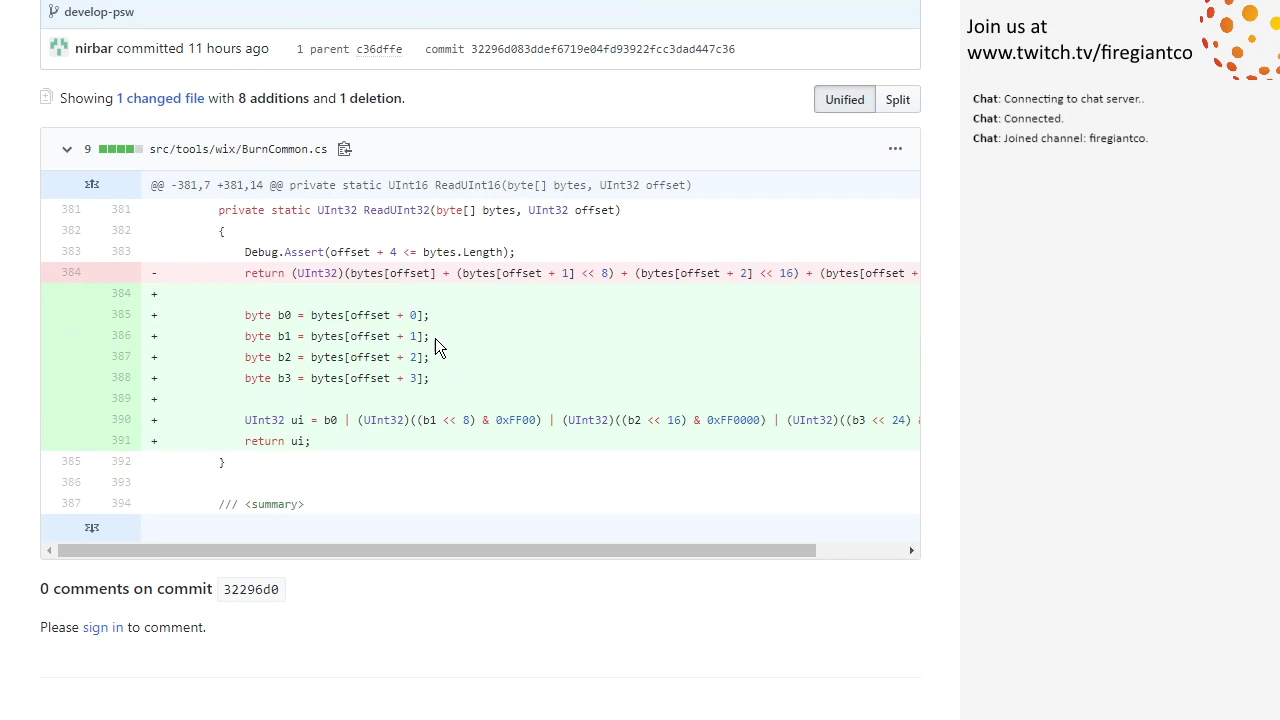 develop-psw
nirbar committed 11 hours ago 1 parent c36dffe commit 32296d083ddef6719e04fd93922fcc3dad447c36
Showing 1 changed file with 8 additions and 1 deletion. Unified Split
9 src/tools/wix/BurnCommon.cs
@@ -381,7 +381,14 @@ private static UInt16 ReadUInt16(byte[] bytes, UInt32 offset)
381 381 private static UInt32 ReadUInt32(byte[] bytes, UInt32 offset)
382 382 {
383 383 Debug.Assert(offset + 4 <= bytes.Length);
384 - return (UInt32)(bytes[offset] + (bytes[offset + 1] << 8) + (bytes[offset + 2] << 16) + (bytes[offset +
384 +
385 + byte b0 = bytes[offset + 0];
386 + byte b1 = bytes[offset + 1];
387 + byte b2 = bytes[offset + 2];
388 + byte b3 = bytes[offset + 3];
389 +
390 + UInt32 ui = b0 | (UInt32)((b1 << 8) & 0xFF00) | (UInt32)((b2 << 16) & 0xFF0000) | (UInt32)((b3 << 24)
391 + return ui;
385 392 }
386 393
387 394 /// <summary>
0 comments on commit 32296d0
Please sign in to comment.
Join us at
www.twitch.tv/firegiantco
Chat: Connecting to chat server..
Chat: Connected.
Chat: Joined channel: firegiantco.